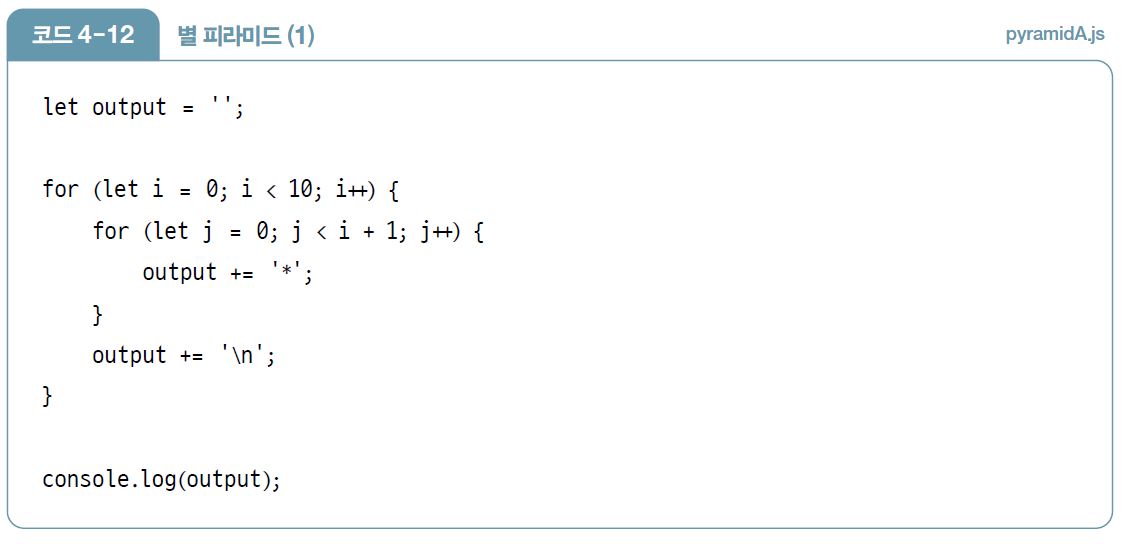 코드 4-12 별 피라미드 (1) pyramidA.js
let output = '';
for (let i = 0; i < 10; i++) {
    for (let j = 0; j < i + 1; j++) {
        output += '*';
    }
    output += '\n';
}
console.log(output);